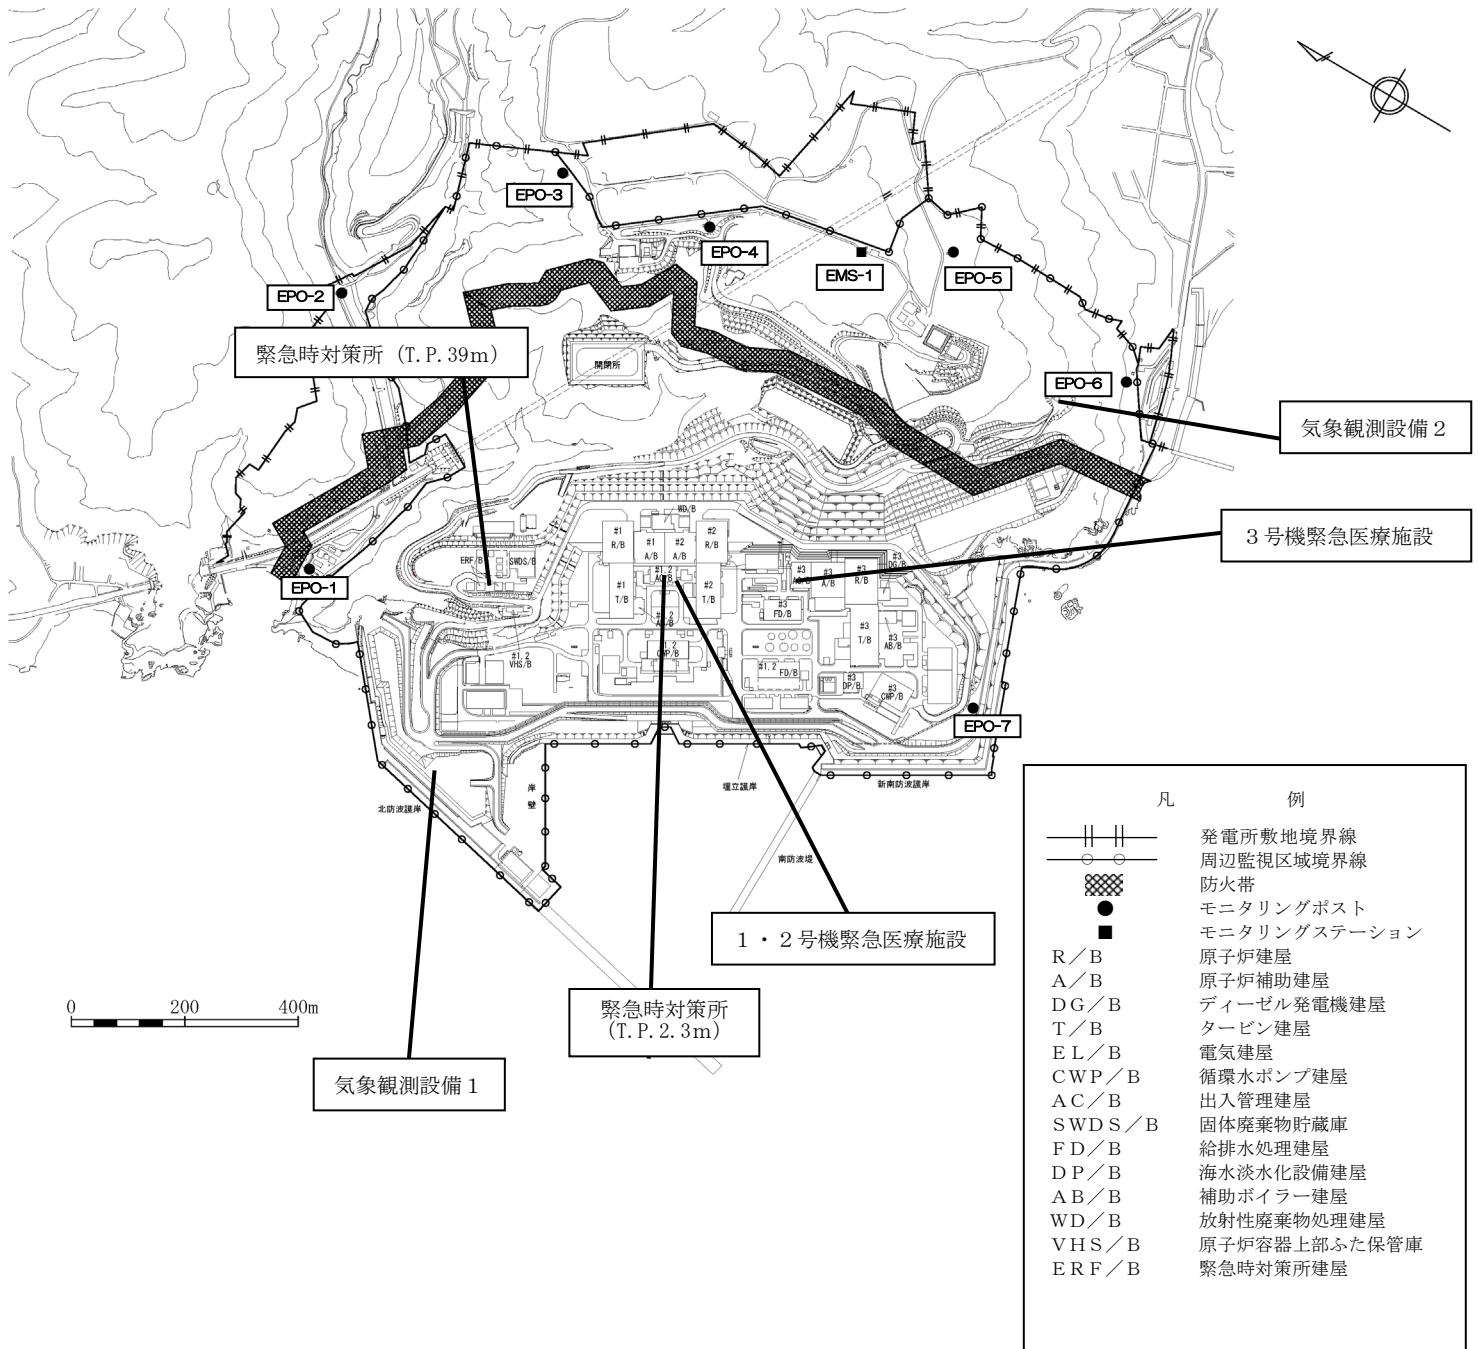 EPO-3
EPO-4
EMS-1
EPO-5
EPO-2
緊急時対策所（T.P.39m）
開閉所
EPO-6
気象観測設備２
３号機緊急医療施設
WD/B
#1
R/B
#1
A/B
#2
A/B
#2
R/B
ERF/B
SWDS/B
EPO-1
#1
T/B
#1,2
#2
T/B
#3
#3
A/B
#3
R/B
#3
DG/B
#3
FD/B
#3
T/B
#3
AB/B
#1,2
VHS/B
#1,2
FD/B
#3
DP/B
#3
CWP/B
EPO-7
北防波護岸
岸壁
埋立護岸
新南防波護岸
南防波堤
１・２号機緊急医療施設
緊急時対策所
(T.P.2.3m)
気象観測設備１
0 200 400m
凡 例
発電所敷地境界線
周辺監視区域境界線
防火帯
モニタリングポスト
モニタリングステーション
Ｒ／Ｂ 原子炉建屋
Ａ／Ｂ 原子炉補助建屋
ＤＧ／Ｂ ディーゼル発電機建屋
Ｔ／Ｂ タービン建屋
ＥＬ／Ｂ 電気建屋
ＣＷＰ／Ｂ 循環水ポンプ建屋
ＡＣ／Ｂ 出入管理建屋
ＳＷＤＳ／Ｂ 固体廃棄物貯蔵庫
ＦＤ／Ｂ 給排水処理建屋
ＤＰ／Ｂ 海水淡水化設備建屋
ＡＢ／Ｂ 補助ボイラー建屋
ＷＤ／Ｂ 放射性廃棄物処理建屋
ＶＨＳ／Ｂ 原子炉容器上部ふた保管庫
ＥＲＦ／Ｂ 緊急時対策所建屋